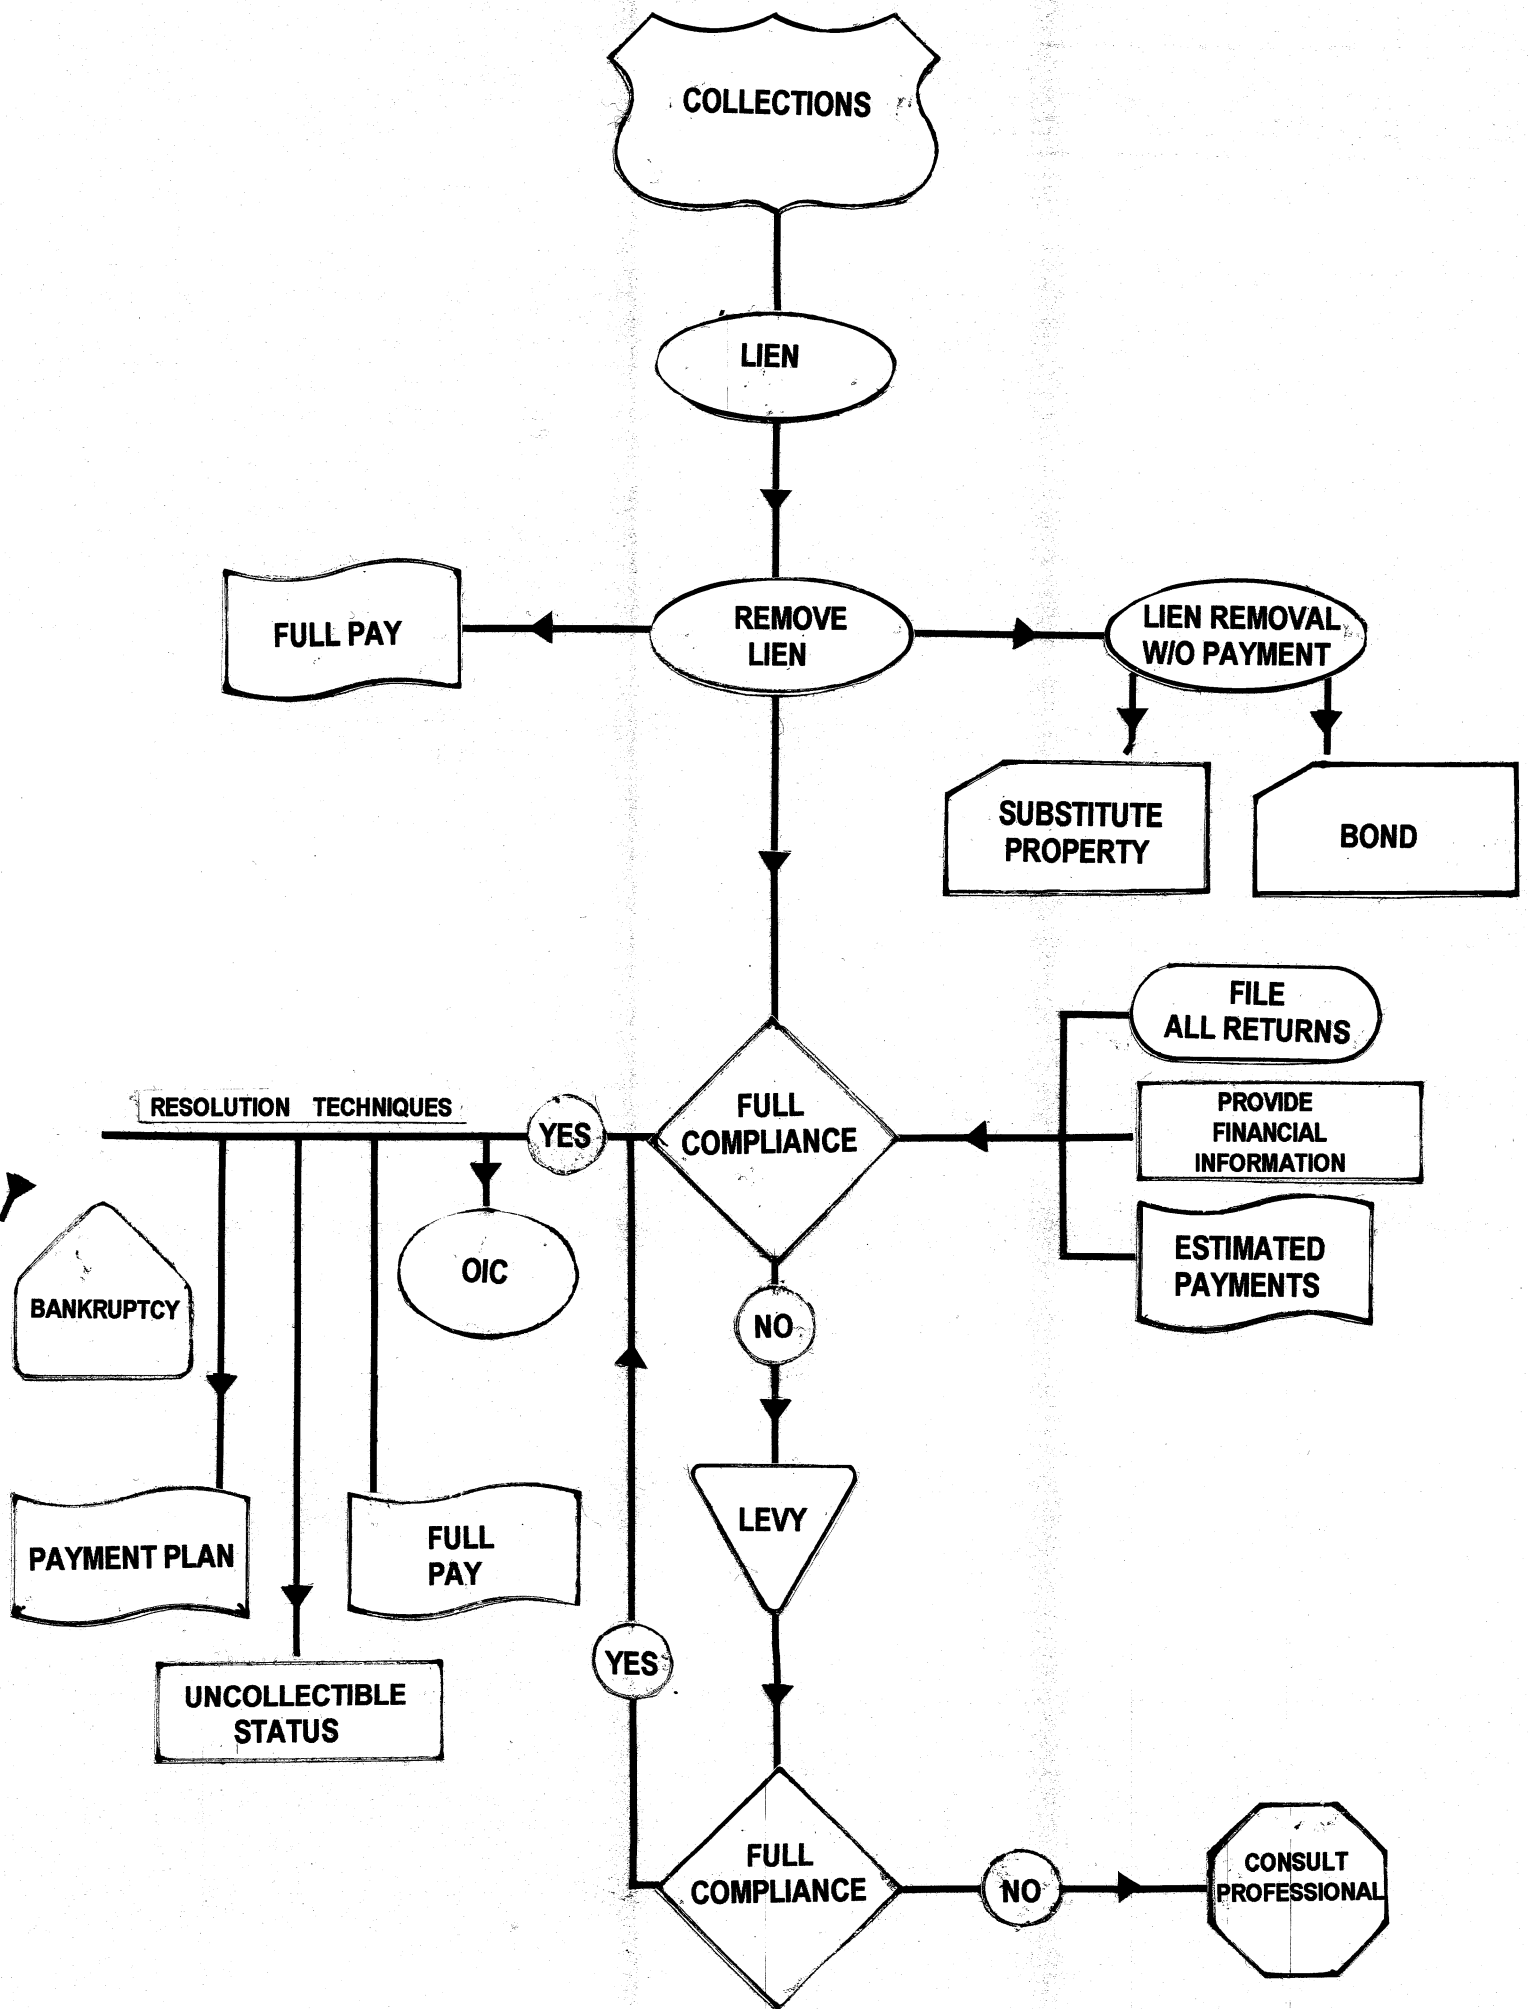 COLLECTIONS
LIEN
FULL PAY
REMOVE
LIEN
LIEN REMOVAL
W/O PAYMENT
SUBSTITUTE
PROPERTY
BOND
FILE
ALL RETURNS
RESOLUTION TECHNIQUES
YES
FULL
COMPLIANCE
PROVIDE
FINANCIAL
INFORMATION
ESTIMATED
PAYMENTS
BANKRUPTCY
OIC
NO
PAYMENT PLAN
FULL
PAY
LEVY
UNCOLLECTIBLE
STATUS
YES
FULL
COMPLIANCE
NO
CONSULT
PROFESSIONAL